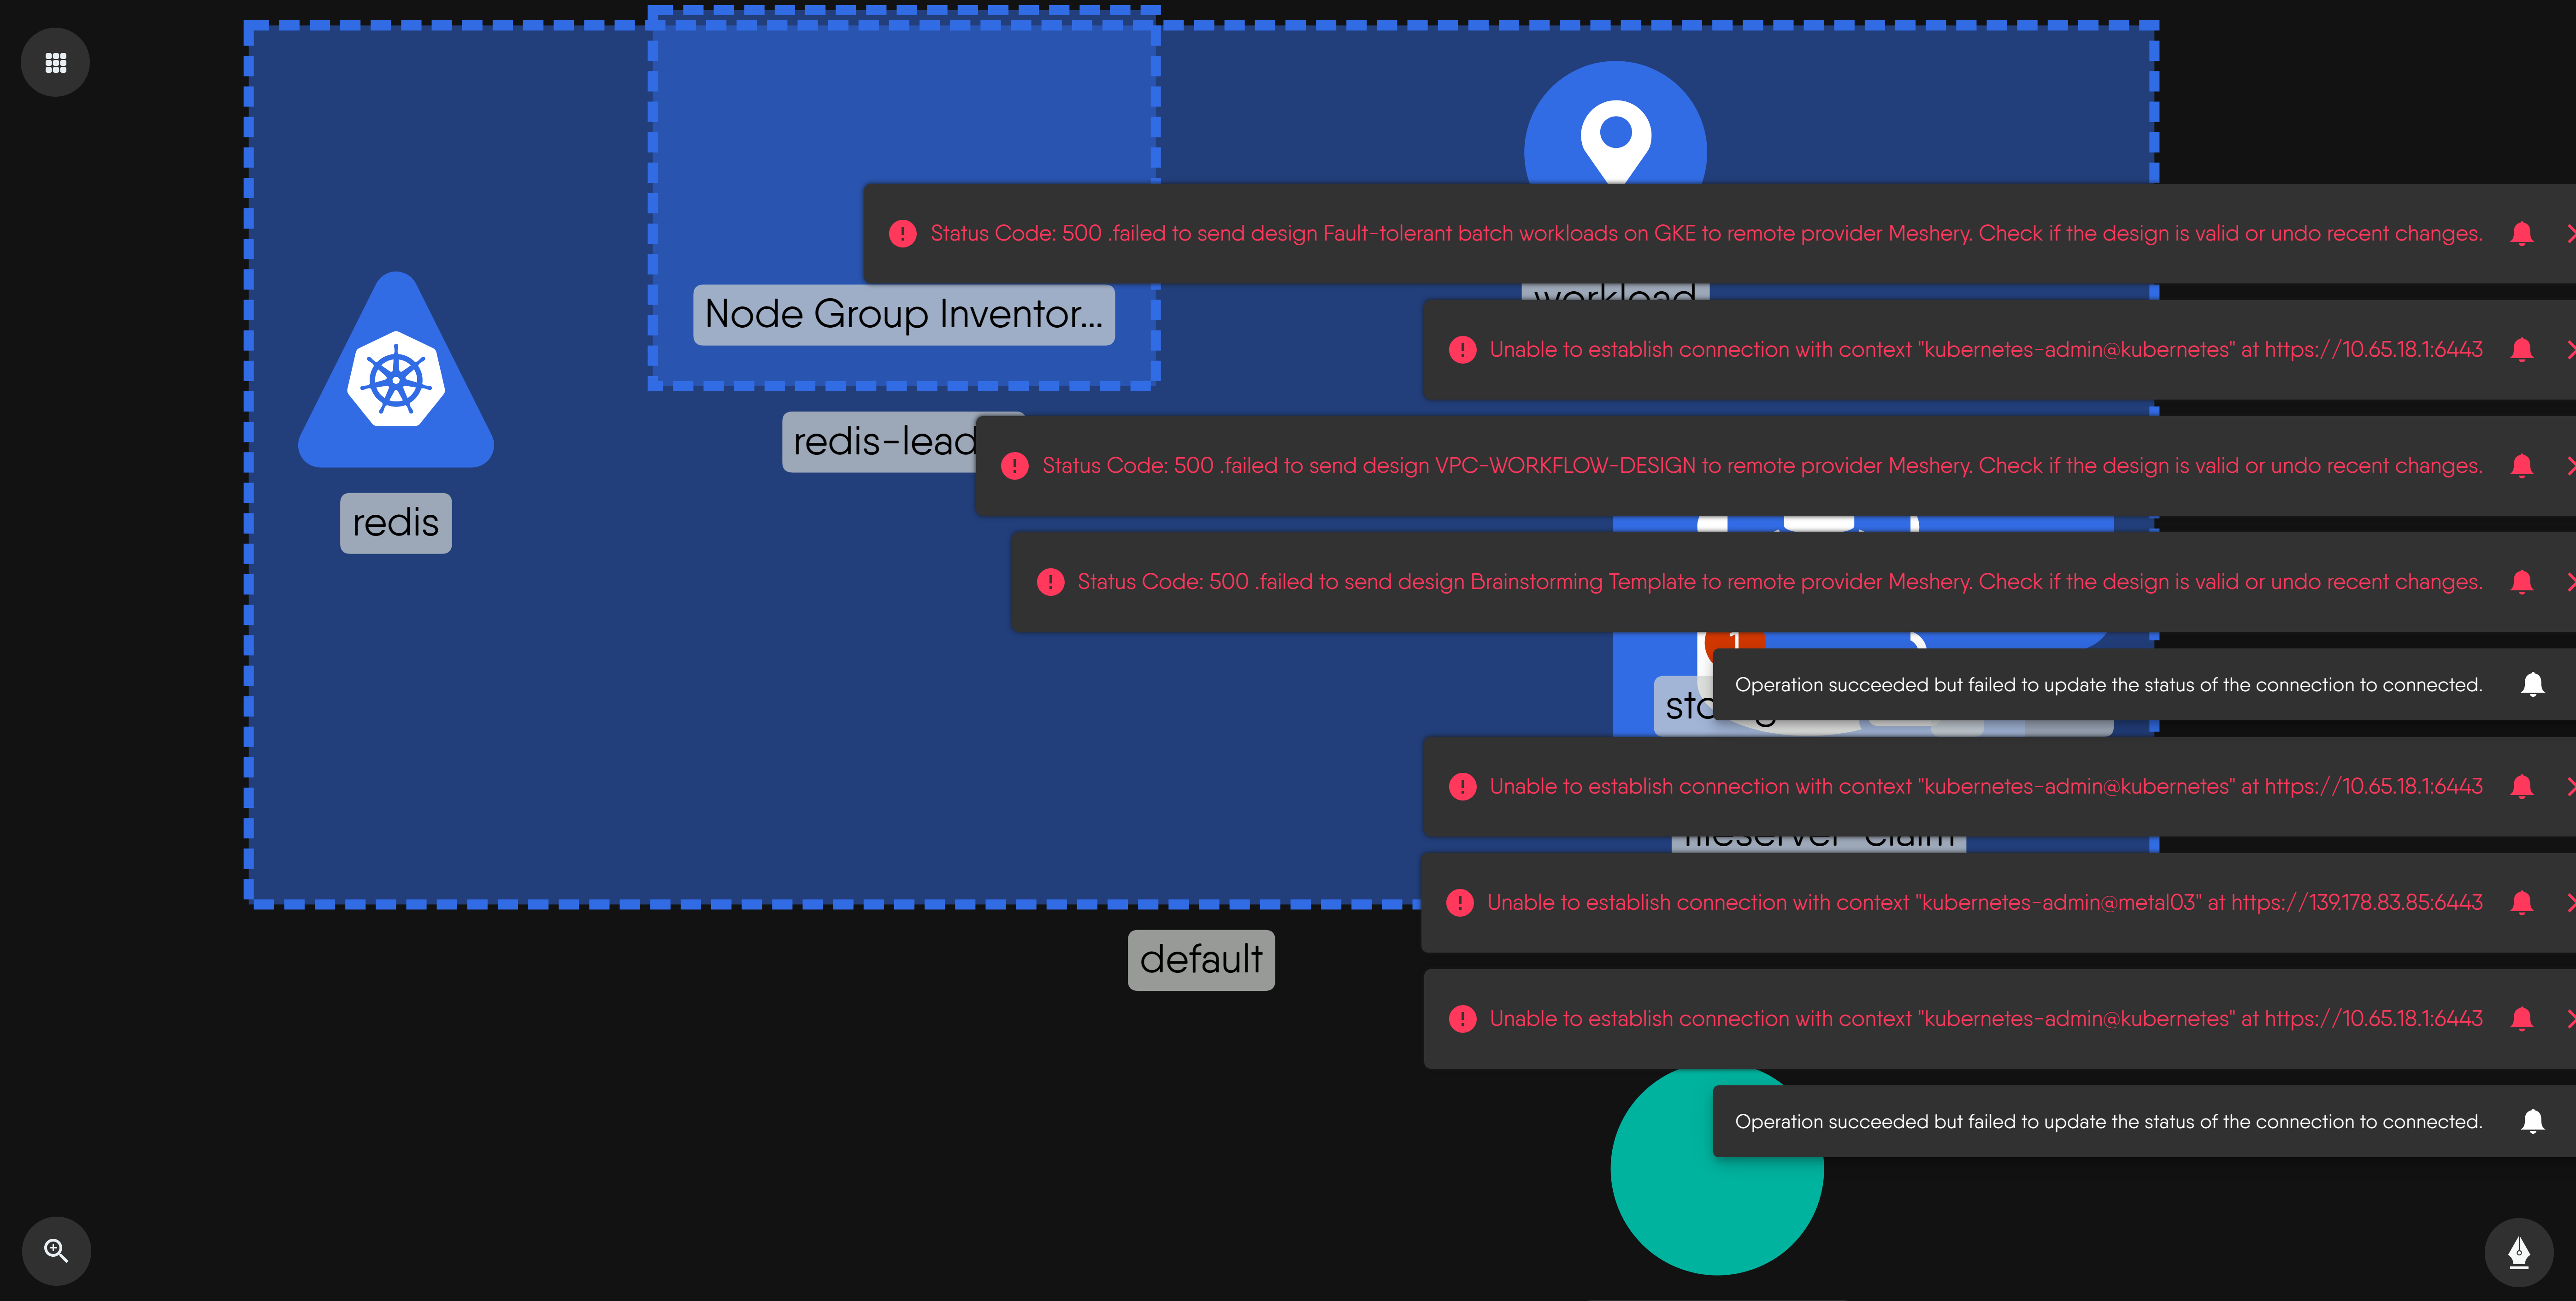 Status Code: 500 .failed to send design Fault-tolerant batch workloads on GKE to remote provider Meshery. Check if the design is valid or undo recent changes.
workload
Node Group Inventor...
Unable to establish connection with context "kubernetes-admin@kubernetes" at https://10.65.18.1:6443
redis-lead
Status Code: 500 .failed to send design VPC-WORKFLOW-DESIGN to remote provider Meshery. Check if the design is valid or undo recent changes.
redis
Status Code: 500 .failed to send design Brainstorming Template to remote provider Meshery. Check if the design is valid or undo recent changes.
1
Operation succeeded but failed to update the status of the connection to connected.
Unable to establish connection with context "kubernetes-admin@kubernetes" at https://10.65.18.1:6443
claim
Unable to establish connection with context "kubernetes-admin@metal03" at https://139.178.83.85:6443
default
Unable to establish connection with context "kubernetes-admin@kubernetes" at https://10.65.18.1:6443
Operation succeeded but failed to update the status of the connection to connected.